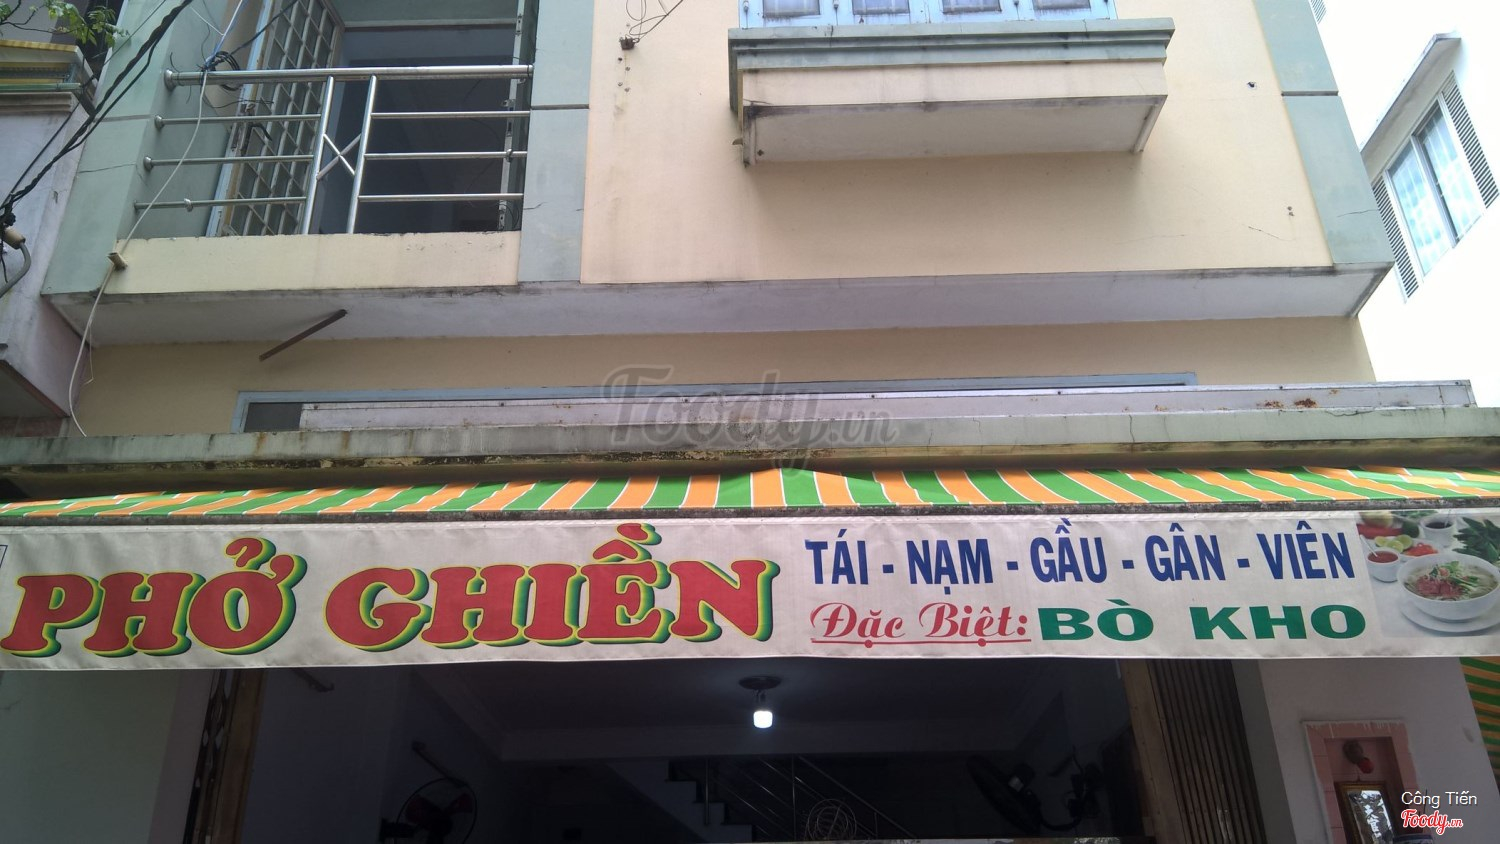 Foody.vn
PHỞ GHIỀN
TÁI - NẠM - GẦU - GÂN - VIÊN
Đặc Biệt: BÒ KHO
Công Tiến
Foody.vn